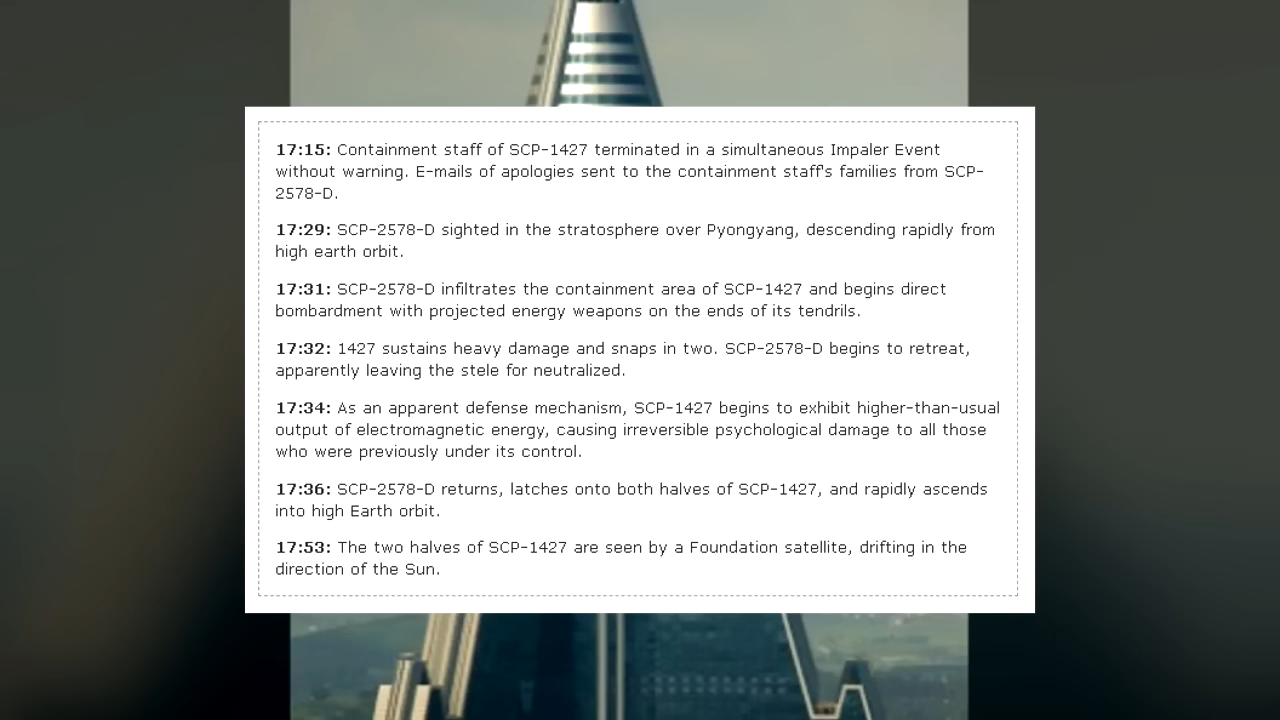 17:15: Containment staff of SCP-1427 terminated in a simultaneous Impaler Event
without warning. E-mails of apologies sent to the containment staff's families from SCP-
2578-D.
17:29: SCP-2578-D sighted in the stratosphere over Pyongyang, descending rapidly from
high earth orbit.
17:31: SCP-2578-D infiltrates the containment area of SCP-1427 and begins direct
bombardment with projected energy weapons on the ends of its tendrils.
17:32: 1427 sustains heavy damage and snaps in two. SCP-2578-D begins to retreat,
apparently leaving the stele for neutralized.
17:34: As an apparent defense mechanism, SCP-1427 begins to exhibit higher-than-usual
output of electromagnetic energy, causing irreversible psychological damage to all those
who were previously under its control.
17:36: SCP-2578-D returns, latches onto both halves of SCP-1427, and rapidly ascends
into high Earth orbit.
17:53: The two halves of SCP-1427 are seen by a Foundation satellite, drifting in the
direction of the Sun.